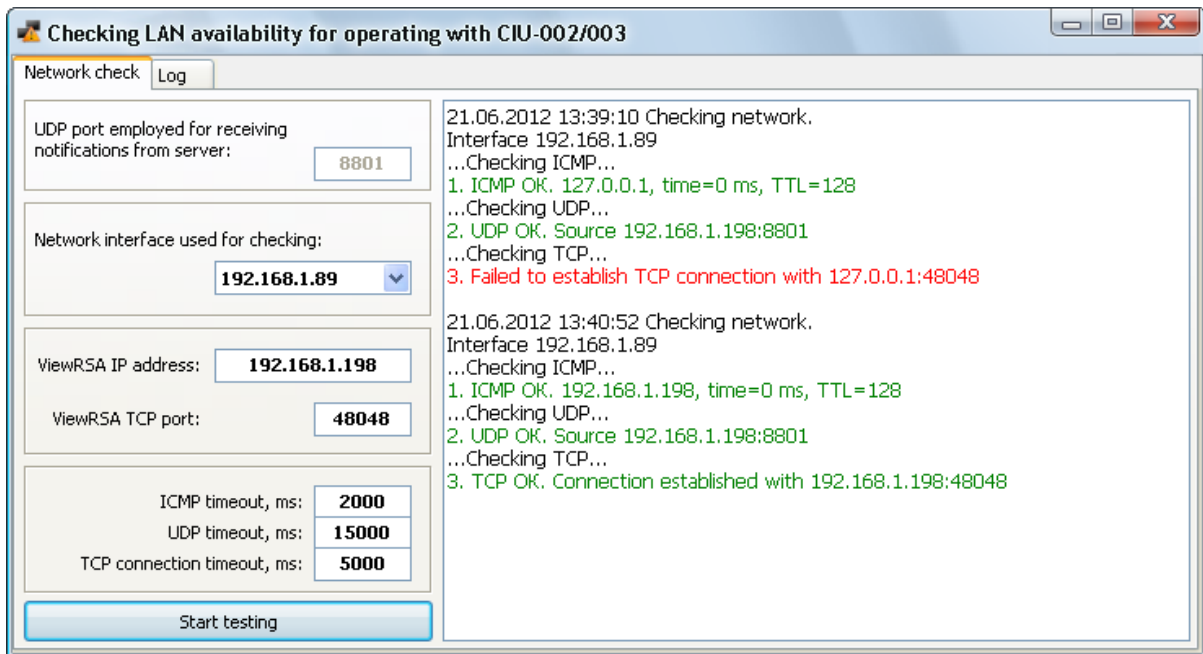 Checking LAN availability for operating with CIU-002/003
Network check
Log
UDP port employed for receiving
notifications from server:
8801
Network interface used for checking:
192.168.1.89
ViewRSA IP address: 192.168.1.198
ViewRSA TCP port: 48048
ICMP timeout, ms: 2000
UDP timeout, ms: 15000
TCP connection timeout, ms: 5000
Start testing
21.06.2012 13:39:10 Checking network.
Interface 192.168.1.89
...Checking ICMP...
1. ICMP OK. 127.0.0.1, time=0 ms, TTL=128
...Checking UDP...
2. UDP OK. Source 192.168.1.198:8801
...Checking TCP...
3. Failed to establish TCP connection with 127.0.0.1:48048
21.06.2012 13:40:52 Checking network.
Interface 192.168.1.89
...Checking ICMP...
1. ICMP OK. 192.168.1.198, time=0 ms, TTL=128
...Checking UDP...
2. UDP OK. Source 192.168.1.198:8801
...Checking TCP...
3. TCP OK. Connection established with 192.168.1.198:48048